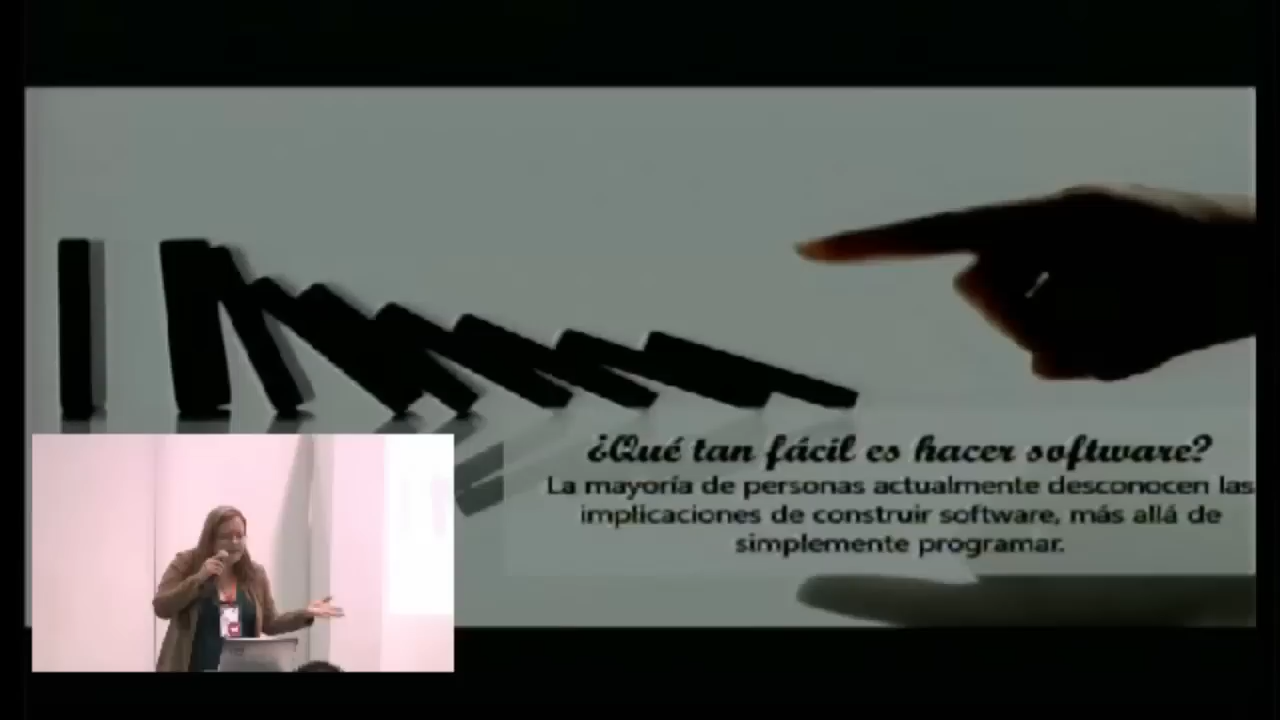 ¿Qué tan fácil es hacer software?
La mayoría de personas actualmente desconocen las
implicaciones de construir software, más allá de
simplemente programar.